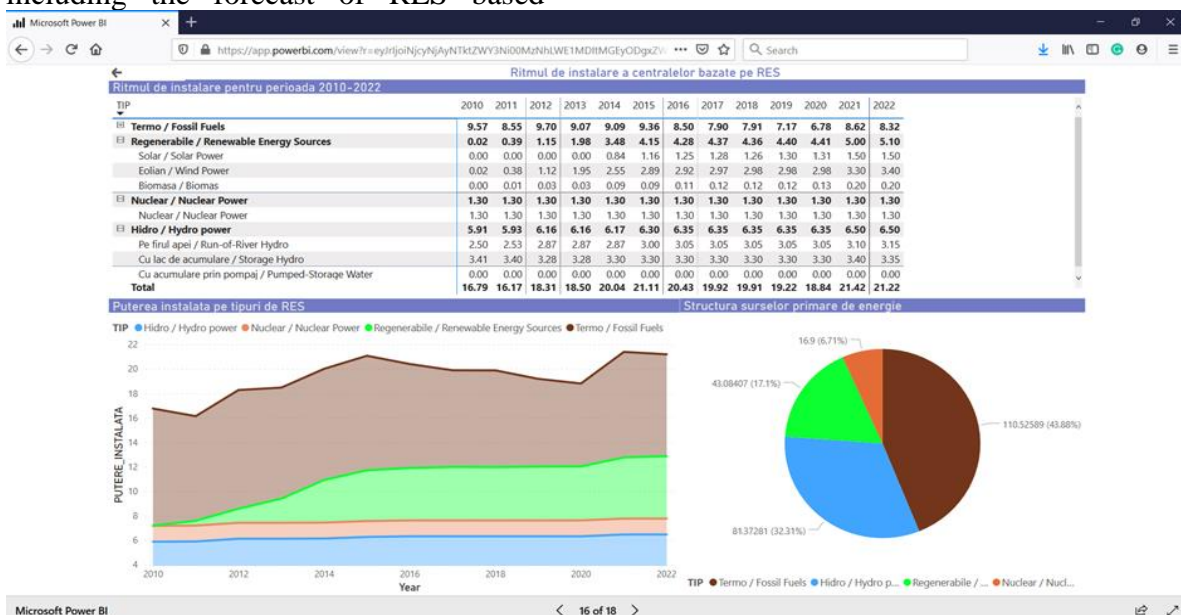 including the forecast of RES based
Microsoft Power BI
https://app.powerbi.com/view?r=
Search
Ritmul de instalare a centralelor bazate pe RES
Ritmul de instalare pentru perioada 2010-2022
TIP 2010 2011 2012 2013 2014 2015 2016 2017 2018 2019 2020 2021 2022
Termo / Fossil Fuels 9.57 8.55 9.70 9.07 9.09 9.36 8.50 7.90 7.91 7.17 6.78 8.62 8.32
Regenerabile / Renewable Energy Sources 0.02 0.39 1.15 1.98 3.48 4.15 4.28 4.37 4.36 4.40 4.41 5.00 5.10
Solar / Solar Power 0.00 0.00 0.00 0.00 0.84 1.16 1.25 1.28 1.26 1.30 1.31 1.50 1.50
Eolian / Wind Power 0.02 0.38 1.12 1.95 2.55 2.89 2.92 2.97 2.98 2.98 2.98 3.30 3.40
Biomasa / Biomas 0.00 0.01 0.03 0.03 0.09 0.09 0.11 0.12 0.12 0.12 0.13 0.20 0.20
Nuclear / Nuclear Power 1.30 1.30 1.30 1.30 1.30 1.30 1.30 1.30 1.30 1.30 1.30 1.30 1.30
Nuclear / Nuclear Power 1.30 1.30 1.30 1.30 1.30 1.30 1.30 1.30 1.30 1.30 1.30 1.30 1.30
Hidro / Hydro power 5.91 5.93 6.16 6.16 6.17 6.30 6.35 6.35 6.35 6.35 6.35 6.50 6.50
Pe firul apei / Run-of-River Hydro 2.50 2.53 2.87 2.87 2.87 3.00 3.05 3.05 3.05 3.05 3.05 3.10 3.15
Cu lac de acumulare / Storage Hydro 3.41 3.40 3.28 3.28 3.30 3.30 3.30 3.30 3.30 3.30 3.30 3.40 3.35
Cu acumulare prin pompaj / Pumped-Storage Water 0.00 0.00 0.00 0.00 0.00 0.00 0.00 0.00 0.00 0.00 0.00 0.00 0.00
Total 16.79 16.17 18.31 18.50 20.04 21.11 20.43 19.92 19.91 19.22 18.84 21.42 21.22
Puterea instalata pe tipuri de RES
Structura surselor primare de energie
TIP Hidro / Hydro power Nuclear / Nuclear Power Regenerabile / Renewable Energy Sources Termo / Fossil Fuels
PUTERE_INSTALATA
22
20
18
16
14
12
10
8
6
4
2010 2012 2014 2016 2018 2020 2022
Year
16.9 (6.71%)
43.08407 (17.1%)
110.52589 (43.88%)
81.37281 (32.31%)
TIP Termo / Fossil Fuels Hidro / Hydro p... Regenerabile / ... Nuclear / Nucl...
Microsoft Power BI
16 of 18